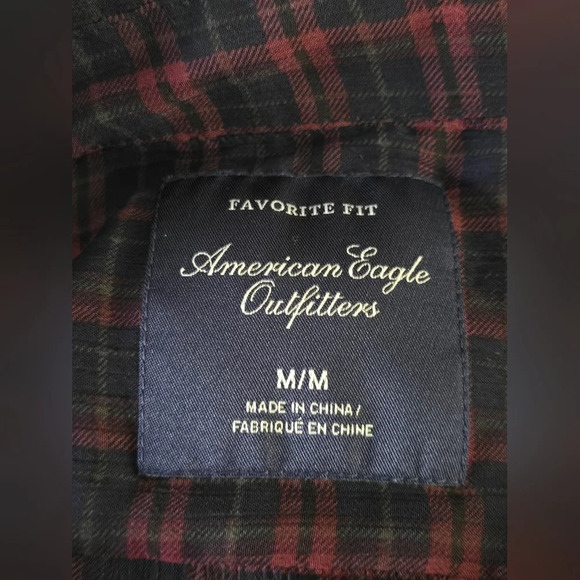 FAVORITE FIT
American Eagle
Outfitters
M/M
MADE IN CHINA/
FABRIQUÉ EN CHINE